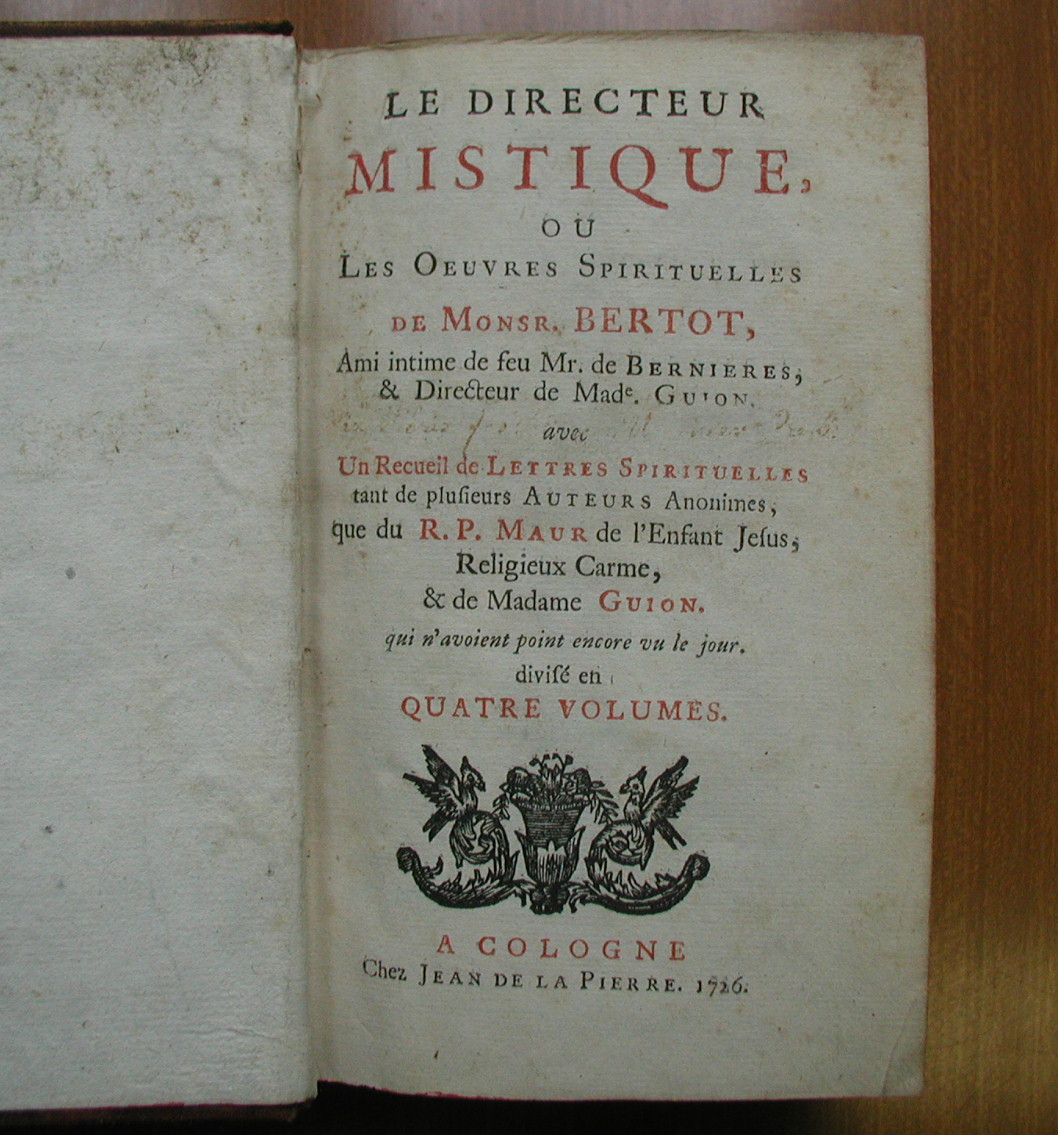 LE DIRECTEUR
MISTIQUE,
OU
LES OEUVRES SPIRITUELLES
DE MONSR. BERTOT,
Ami intime de feu Mr. de BERNIERES,
& Directeur de Madᵉ. GUION.
avec
Un Recueil de LETTRES SPIRITUELLES
tant de pluſieurs AUTEURS Anonimes,
que du R. P. MAUR de l'Enfant Jeſus,
Religieux Carme,
& de Madame GUION.
qui n'avoient point encore vu le jour.
diviſé en
QUATRE VOLUMES.
A COLOGNE
Chez JEAN DE LA PIERRE. 1726.